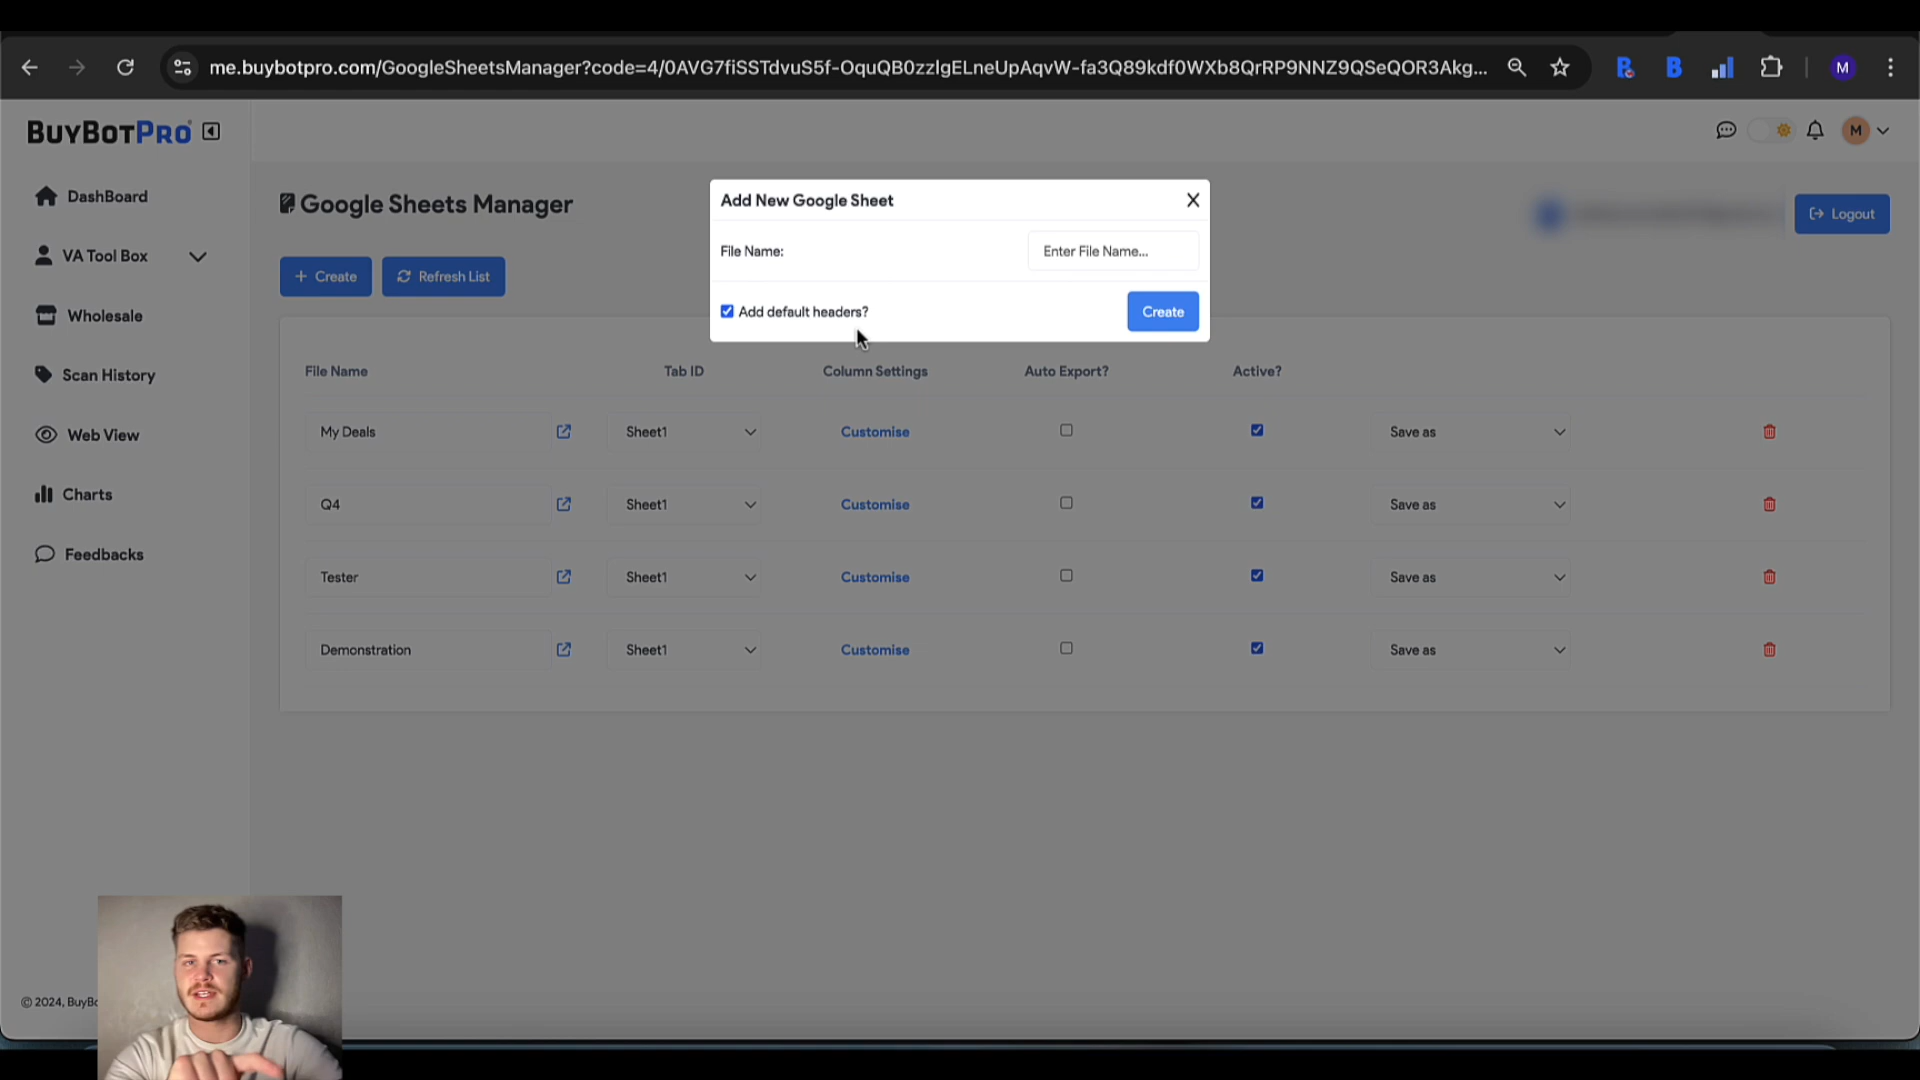 me.buybotpro.com/GoogleSheetsManager?code=4/0AVG7fiSSTdvuS5f-OquQB0zzlgELneUpAqvW-fa3Q89kdf0WXb8QrRP9NNZ9QSeQOR3Akg...
M
BUYBOTPRO
M
DashBoard
VA Tool Box
Wholesale
Scan History
Web View
Charts
Feedbacks
Google Sheets Manager
Logout
+ Create
Refresh List
Add New Google Sheet
File Name:
Enter File Name...
Add default headers?
Create
File Name Tab ID Column Settings Auto Export? Active?
My Deals Sheet1 Customise Save as
Q4 Sheet1 Customise Save as
Tester Sheet1 Customise Save as
Demonstration Sheet1 Customise Save as
© 2024, BuyBo